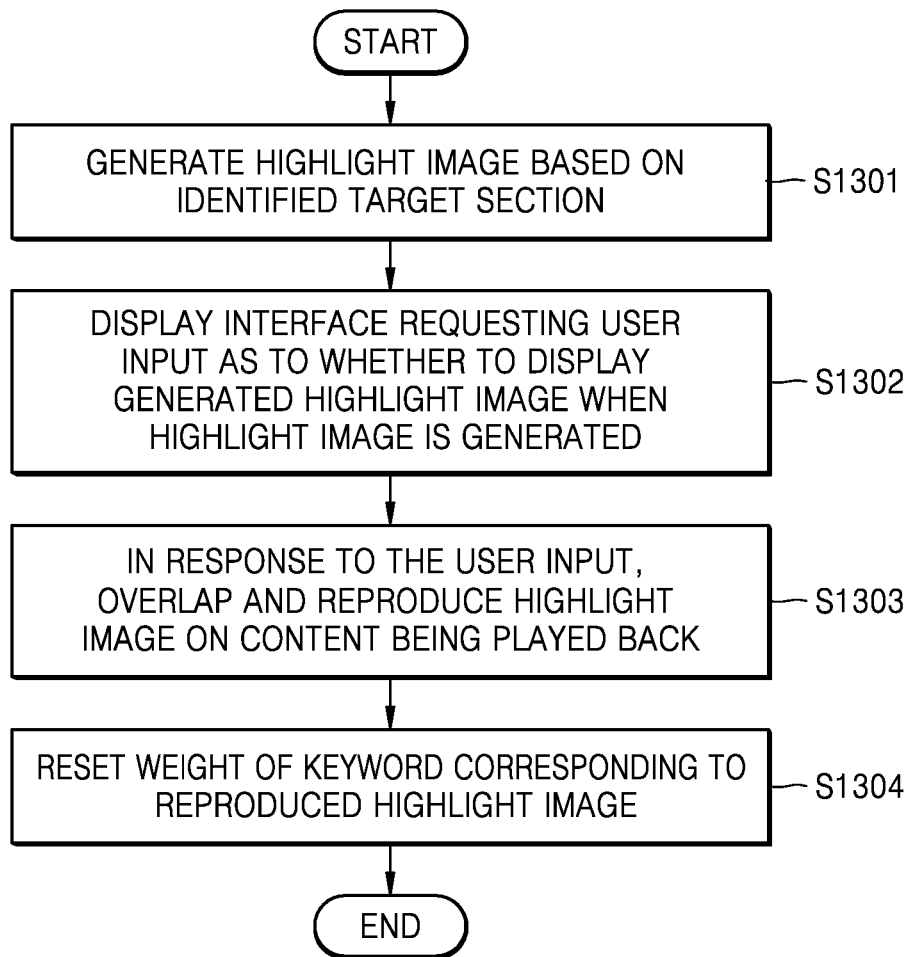 START
GENERATE HIGHLIGHT IMAGE BASED ON
IDENTIFIED TARGET SECTION
S1301
DISPLAY INTERFACE REQUESTING USER
INPUT AS TO WHETHER TO DISPLAY
GENERATED HIGHLIGHT IMAGE WHEN
HIGHLIGHT IMAGE IS GENERATED
S1302
IN RESPONSE TO THE USER INPUT,
OVERLAP AND REPRODUCE HIGHLIGHT
IMAGE ON CONTENT BEING PLAYED BACK
S1303
RESET WEIGHT OF KEYWORD CORRESPONDING TO
REPRODUCED HIGHLIGHT IMAGE
S1304
END